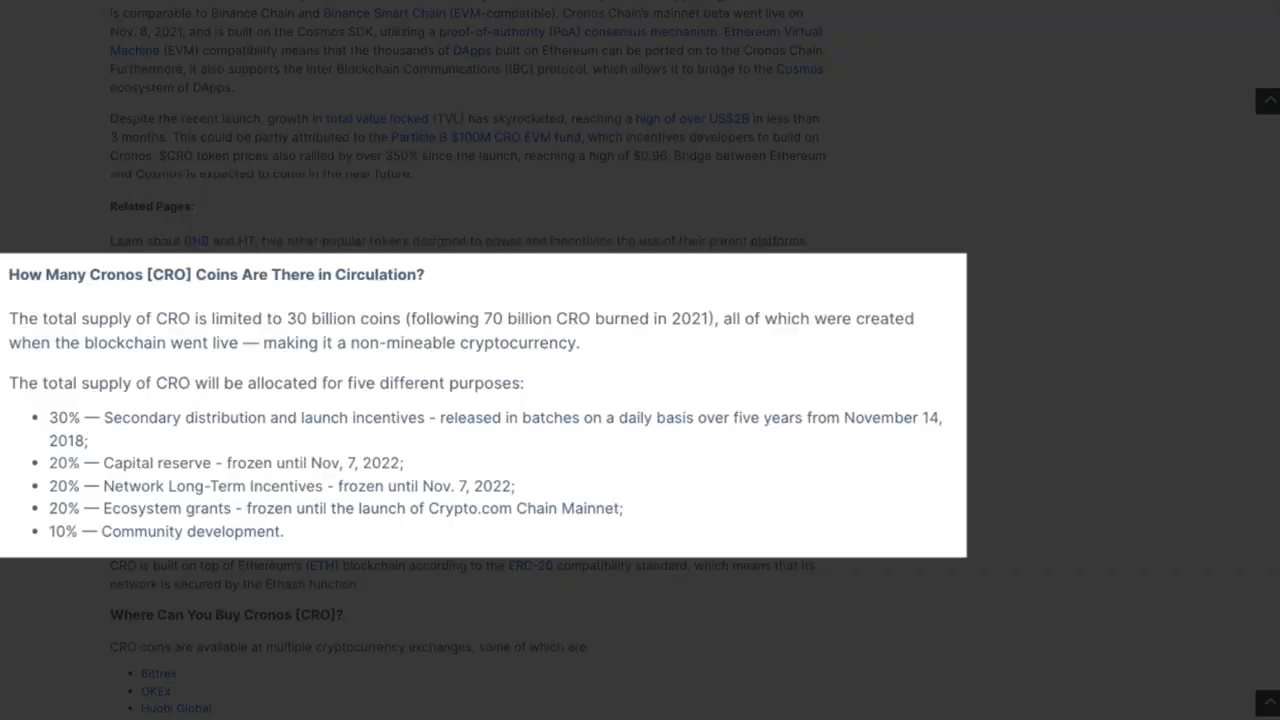 is comparable to Binance Chain and Binance Smart Chain (EVM-compatible). Cronos Chain's mainnet beta went live on
Nov. 8, 2021, and is built on the Cosmos SDK, utilizing a proof-of-authority (PoA) consensus mechanism. Ethereum Virtual
Machine (EVM) compatibility means that the thousands of DApps built on Ethereum can be ported on to the Cronos Chain.
Furthermore, it also supports the Inter Blockchain Communications (IBC) protocol, which allows it to bridge to the Cosmos
ecosystem of DApps.
Despite the recent launch, growth in total value locked (TVL) has skyrocketed, reaching a high of over US$2B in less than
3 months. This could be partly attributed to the Particle B $100M CRO EVM fund, which incentives developers to build on
Cronos. $CRO token prices also rallied by over 350% since the launch, reaching a high of $0.96. Bridge between Ethereum
and Cosmos is expected to come in the near future.
Related Pages:
Learn about BNB and HT, two other popular tokens designed to power and incentivise the use of their parent platforms.
How Many Cronos [CRO] Coins Are There in Circulation?
The total supply of CRO is limited to 30 billion coins (following 70 billion CRO burned in 2021), all of which were created
when the blockchain went live — making it a non-mineable cryptocurrency.
The total supply of CRO will be allocated for five different purposes:
• 30% — Secondary distribution and launch incentives - released in batches on a daily basis over five years from November 14,
2018;
• 20% — Capital reserve - frozen until Nov, 7, 2022;
• 20% — Network Long-Term Incentives - frozen until Nov. 7, 2022;
• 20% — Ecosystem grants - frozen until the launch of Crypto.com Chain Mainnet;
• 10% — Community development.
CRO is built on top of Ethereum's (ETH) blockchain according to the ERC-20 compatibility standard, which means that its
network is secured by the Ethash function.
Where Can You Buy Cronos [CRO]?
CRO coins are available at multiple cryptocurrency exchanges, some of which are:
• Bittrex
• OKEx
• Huobi Global